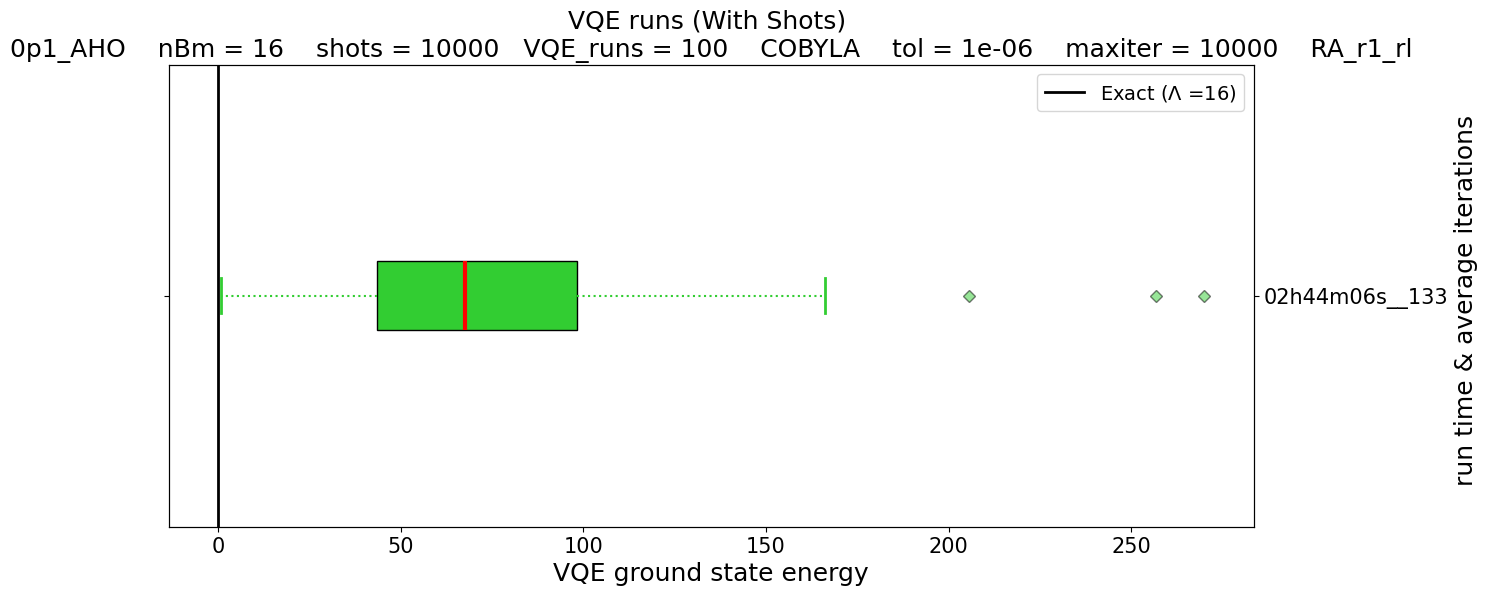 VQE runs (With Shots)
0p1_AHO nBm = 16 shots = 10000 VQE_runs = 100 COBYLA tol = 1e-06 maxiter = 10000 RA_r1_rl
Exact (Λ =16)
02h44m06s__133
run time & average iterations
0 50 100 150 200 250
VQE ground state energy